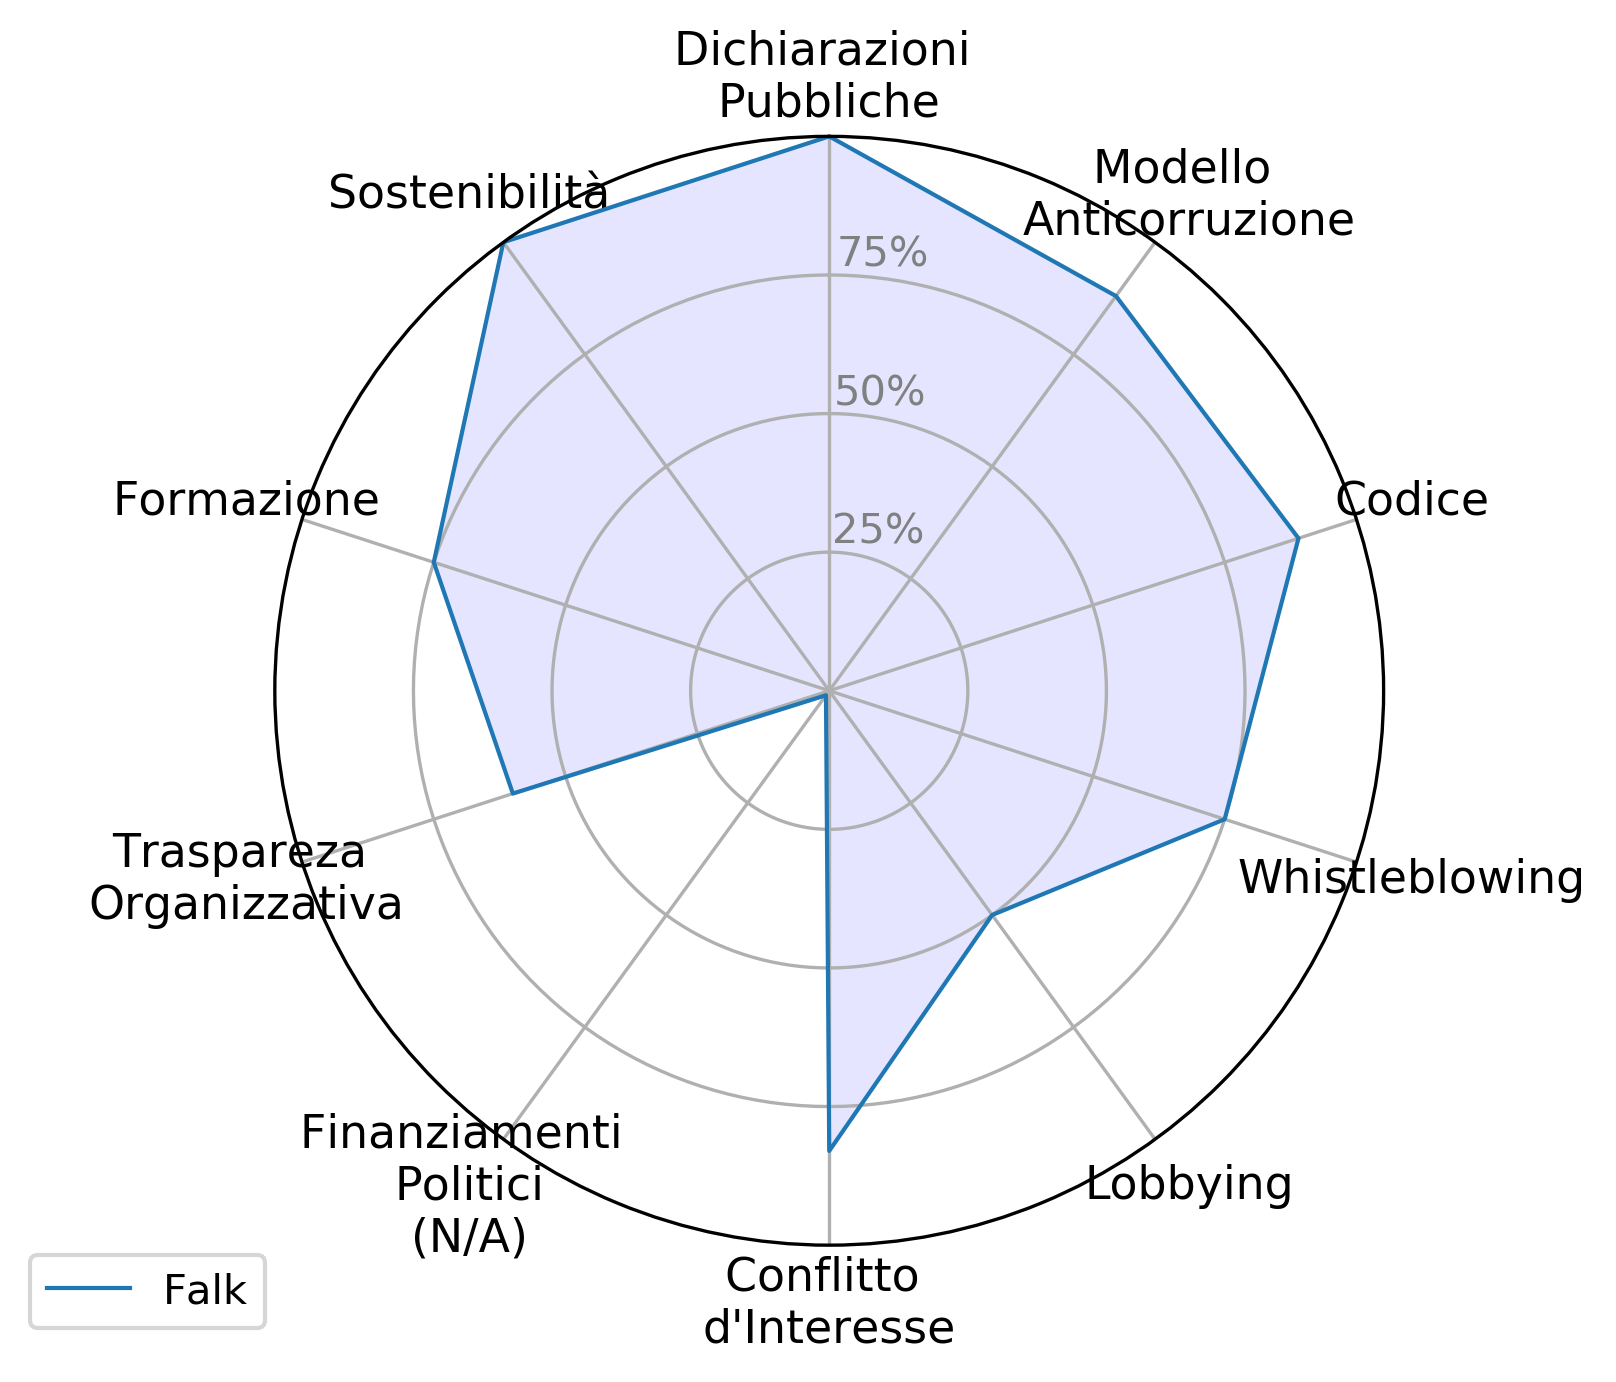 Dichiarazioni
Pubbliche
Modello
Anticorruzione
Sostenibilità
75%
50%
Formazione
Codice
25%
Traspareza
Organizzativa
Whistleblowing
Finanziamenti
Politici
(N/A)
Lobbying
Conflitto
d'Interesse
Falk